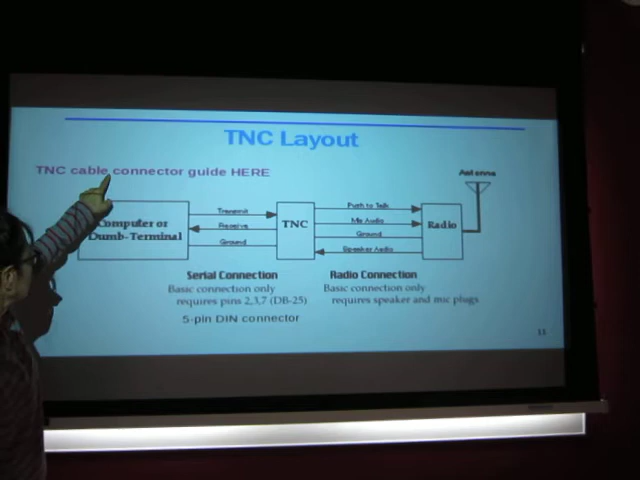 TNC Layout
TNC cable connector guide HERE
Antenna
Computer or
Dumb-Terminal
Transmit
Receive
Ground
TNC
Push to Talk
Mic Audio
Ground
Speaker Audio
Radio
Serial Connection
Basic connection only
requires pins 2,3,7 (DB-25)
5-pin DIN connector
Radio Connection
Basic connection only
requires speaker and mic plugs
11